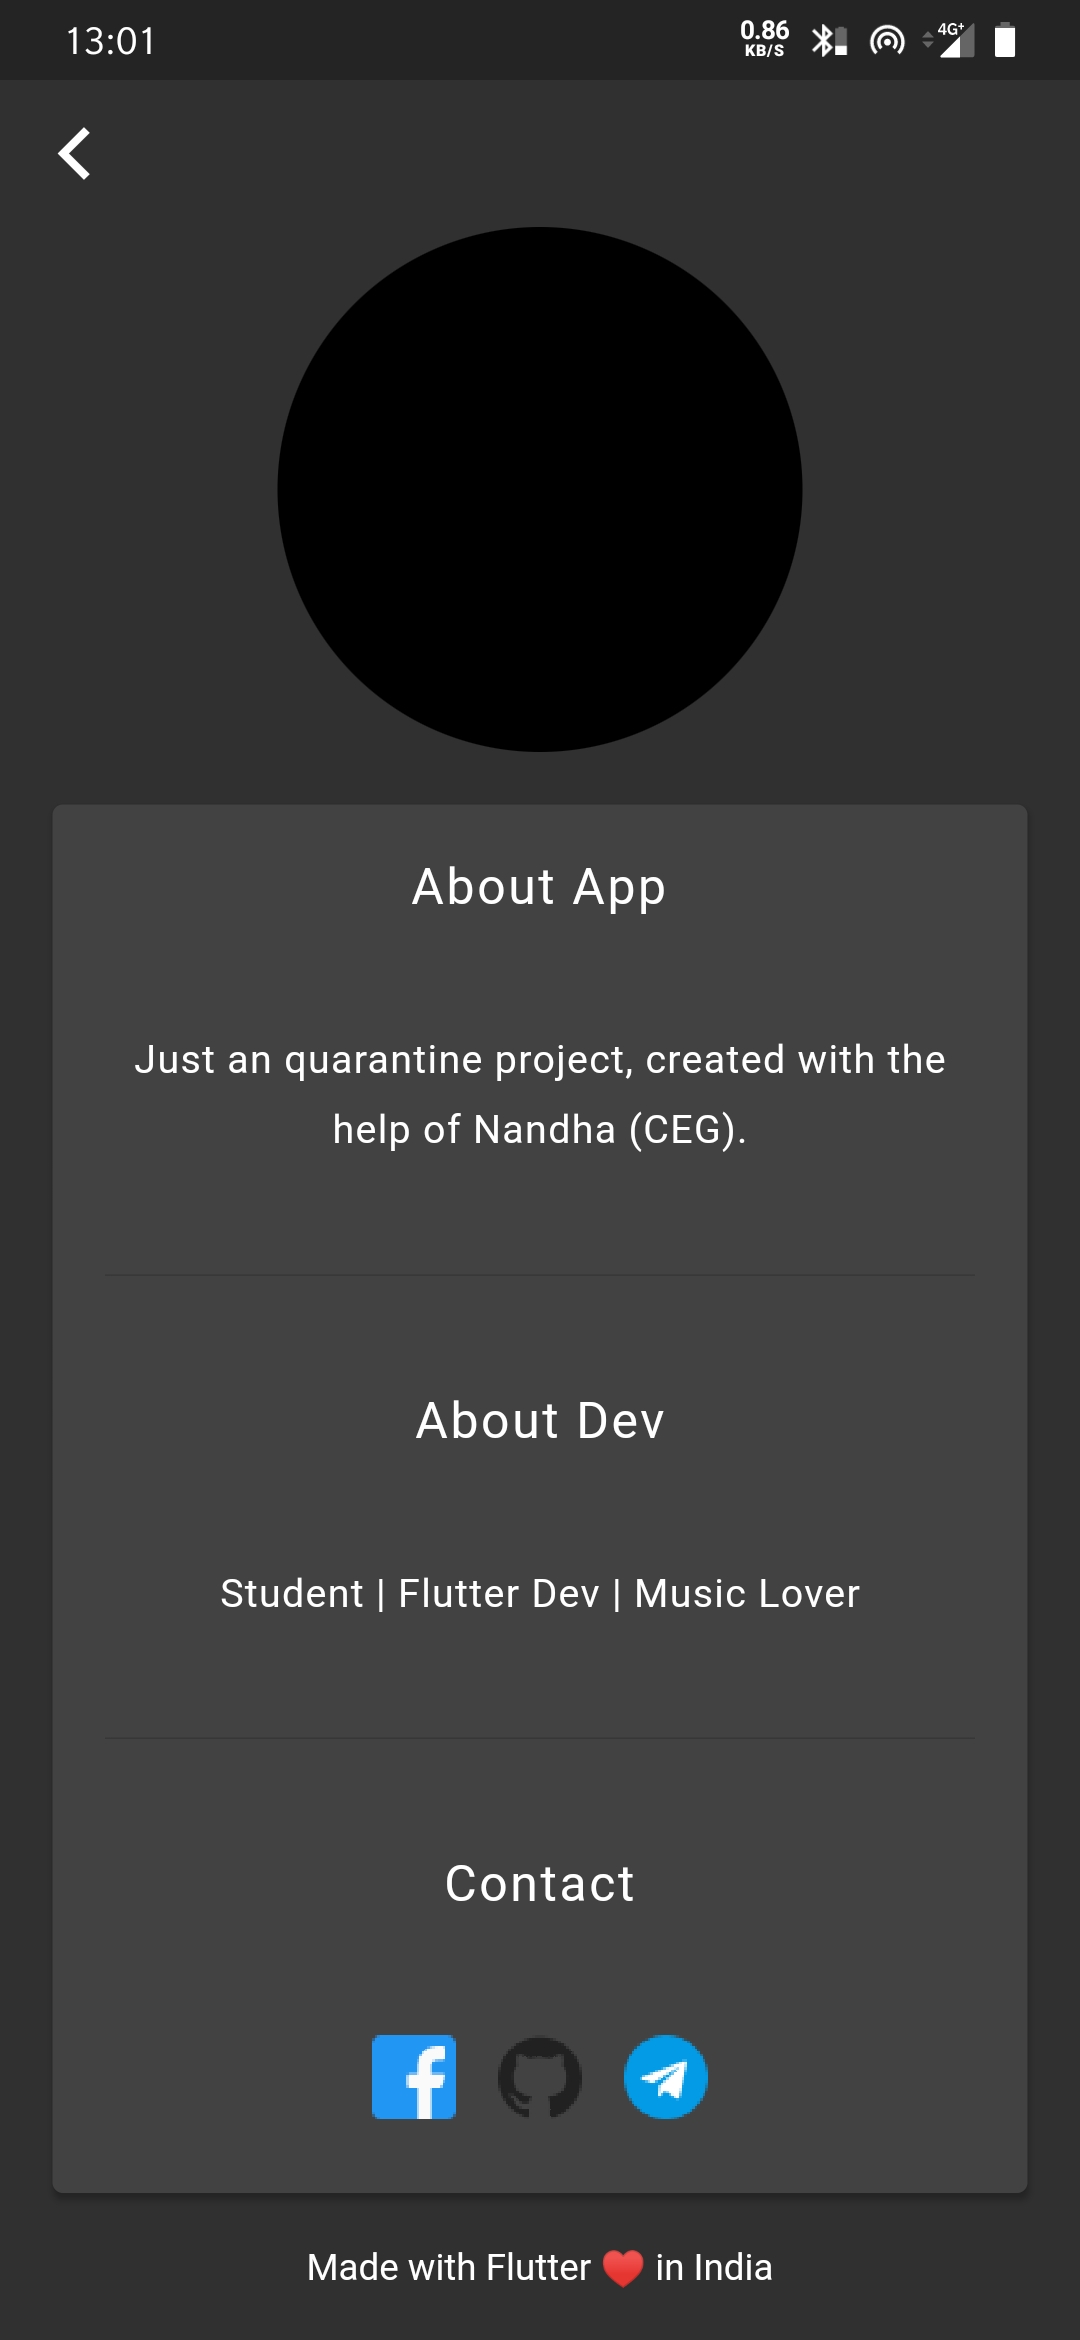 13:01
0.86
KB/S
4G+
About App
Just an quarantine project, created with the
help of Nandha (CEG).
About Dev
Student | Flutter Dev | Music Lover
Contact
Made with Flutter ❤️ in India